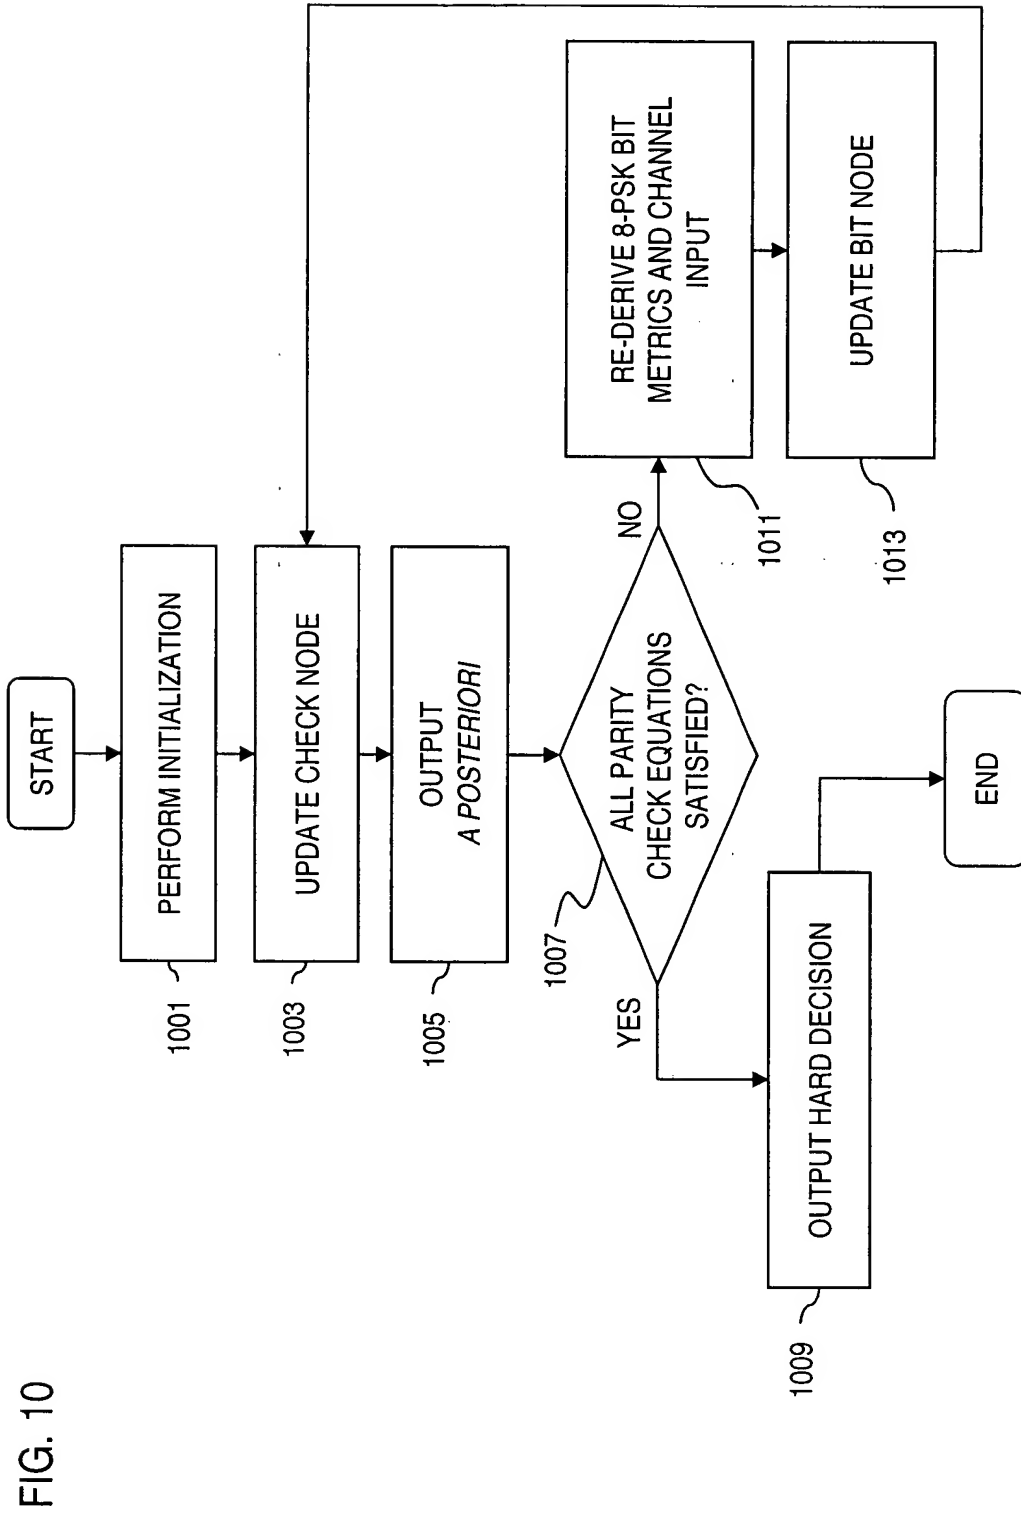 FIG. 10
START
PERFORM INITIALIZATION
1001
UPDATE CHECK NODE
1003
OUTPUT
A POSTERIORI
1005
ALL PARITY
CHECK EQUATIONS
SATISFIED?
1007
YES
NO
OUTPUT HARD DECISION
1009
RE-DERIVE 8-PSK BIT
METRICS AND CHANNEL
INPUT
1011
UPDATE BIT NODE
1013
END